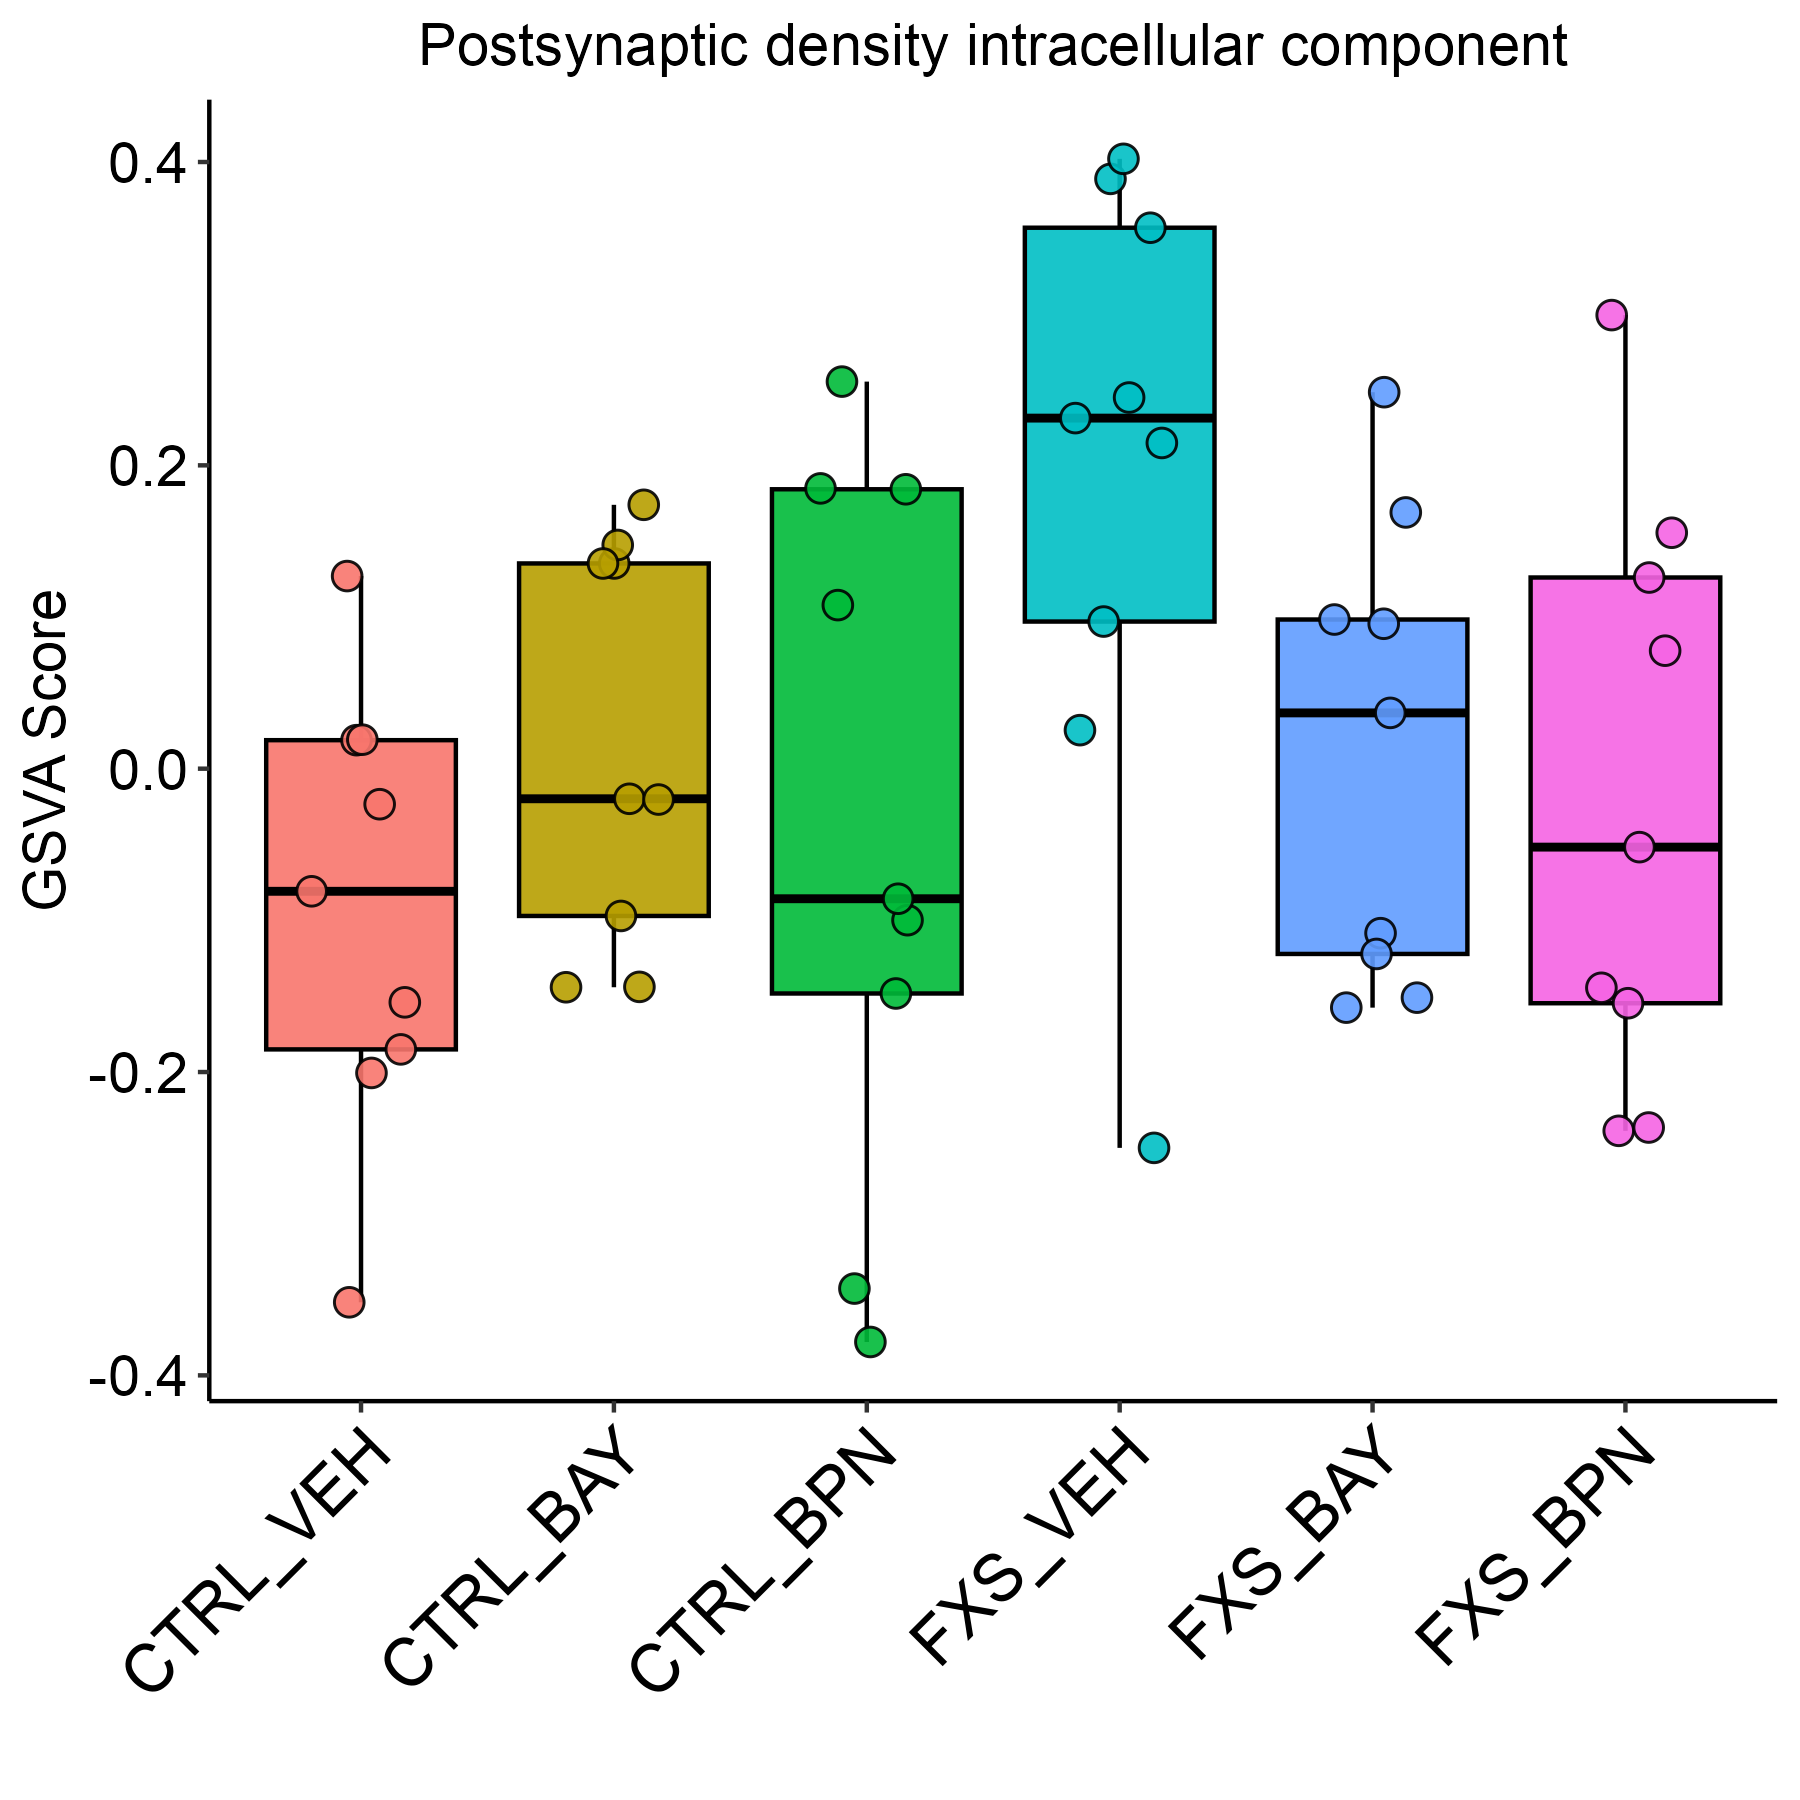 Postsynaptic density intracellular component
GSVA Score
0.4
0.2
0.0
-0.2
-0.4
CTRL_VEH
CTRL_BAY
CTRL_BPN
FXS_VEH
FXS_BAY
FXS_BPN